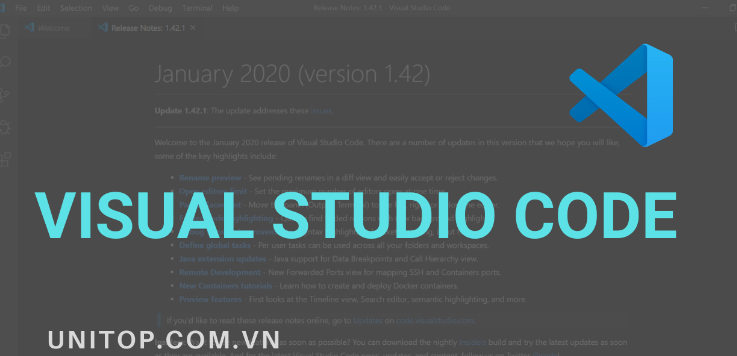 File Edit Selection View Go Debug Terminal Help Release Notes: 1.42.1 - Visual Studio Code
Welcome Release Notes: 1.42.1
January 2020 (version 1.42)
Update 1.42.1: The update addresses these issues.
Welcome to the January 2020 release of Visual Studio Code. There are a number of updates in this version that we hope you will like,
some of the key highlights include:
Rename preview - See pending renames in a diff view and easily accept or reject changes.
VISUAL STUDIO CODE
Define global tasks - Per user tasks can be used across all your folders and workspaces.
Java extension updates - Java support for Data Breakpoints and Call Hierarchy view.
Remote Development - New Forwarded Ports view for mapping SSH and Containers ports.
New Containers tutorials - Learn how to create and deploy Docker containers.
Preview features - First looks at the Timeline view, Search editor, semantic highlighting, and more.
If you'd like to read these release notes online, go to Updates on code.visualstudio.com.
UNITOP.COM.VN
as soon as possible? You can download the nightly Insiders build and try the latest updates as soon